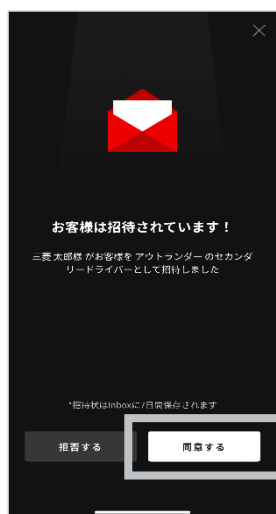 お客様は招待されています！
三菱 太郎様 がお客様を アウトランダー のセカンダ
リードライバーとして招待しました
*招待状はInboxに7日間保存されます
拒否する
同意する